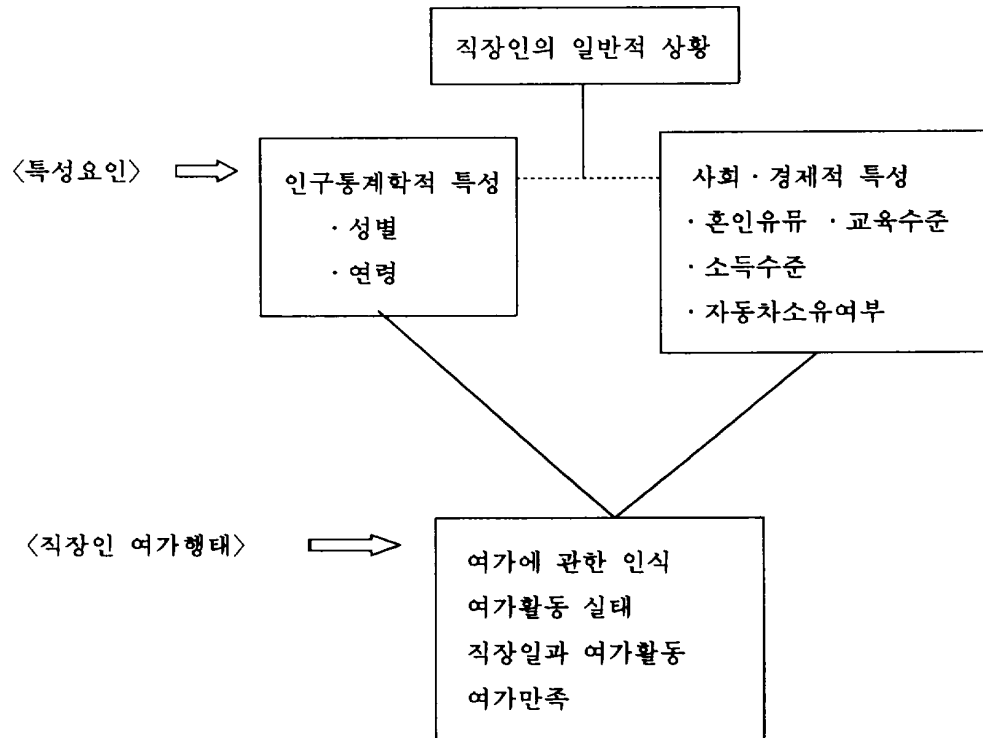 직장인의 일반적 상황
〈특성요인〉
인구통계학적 특성
· 성별
· 연령
사회 · 경제적 특성
· 혼인유뮤 · 교육수준
· 소득수준
· 자동차소유여부
〈직장인 여가행태〉
여가에 관한 인식
여가활동 실태
직장일과 여가활동
여가만족